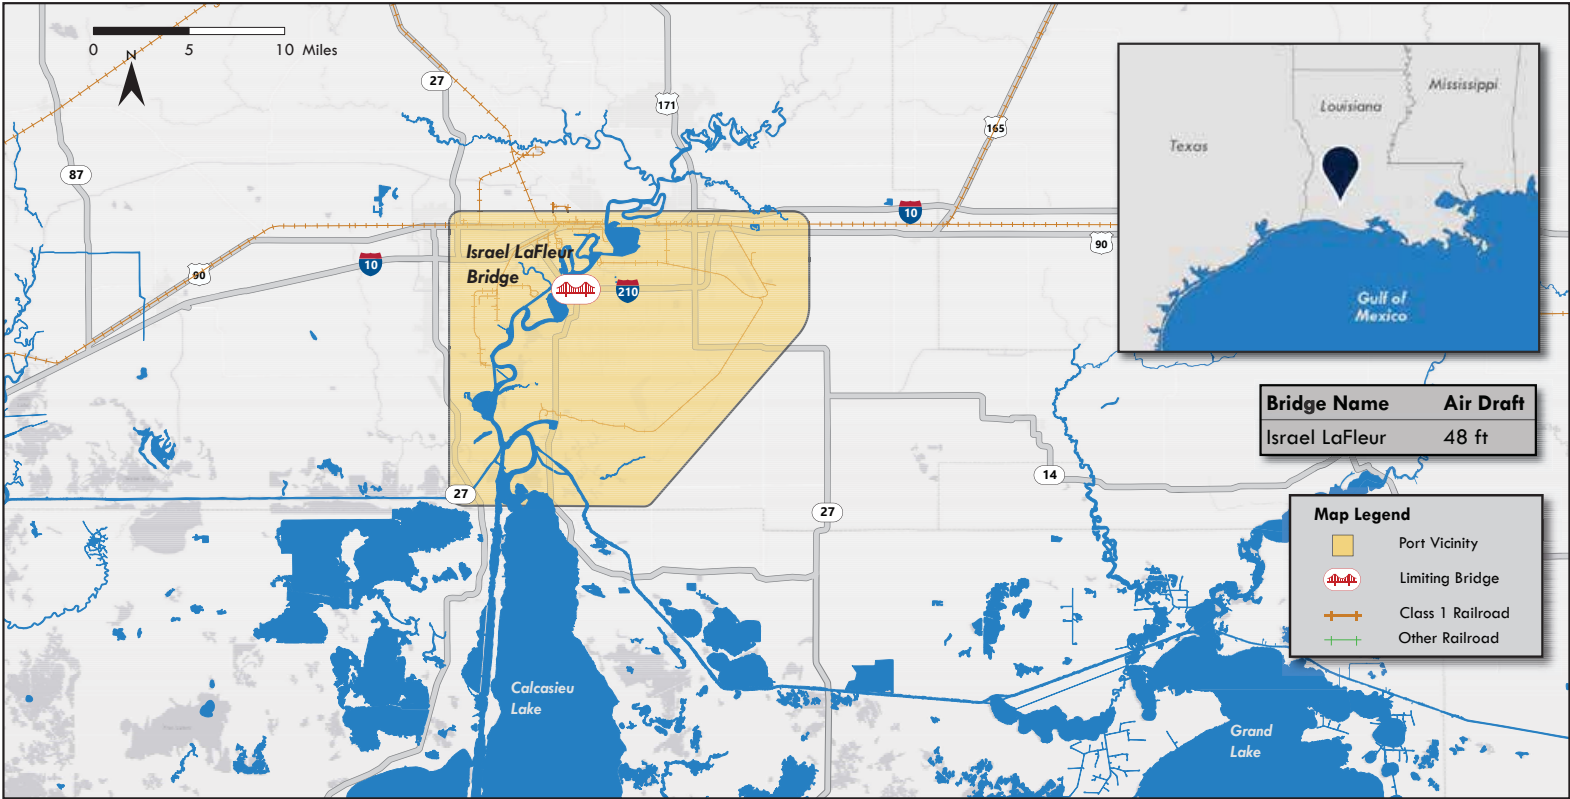 0 5 10 Miles
N
27
171
165
87
10
90
10
90
Israel LaFleur
Bridge
210
27
27
14
Calcasieu
Lake
Grand
Lake
Mississippi
Louisiana
Texas
Gulf of
Mexico
Bridge Name Air Draft
Israel LaFleur 48 ft
Map Legend
Port Vicinity
Limiting Bridge
Class 1 Railroad
Other Railroad